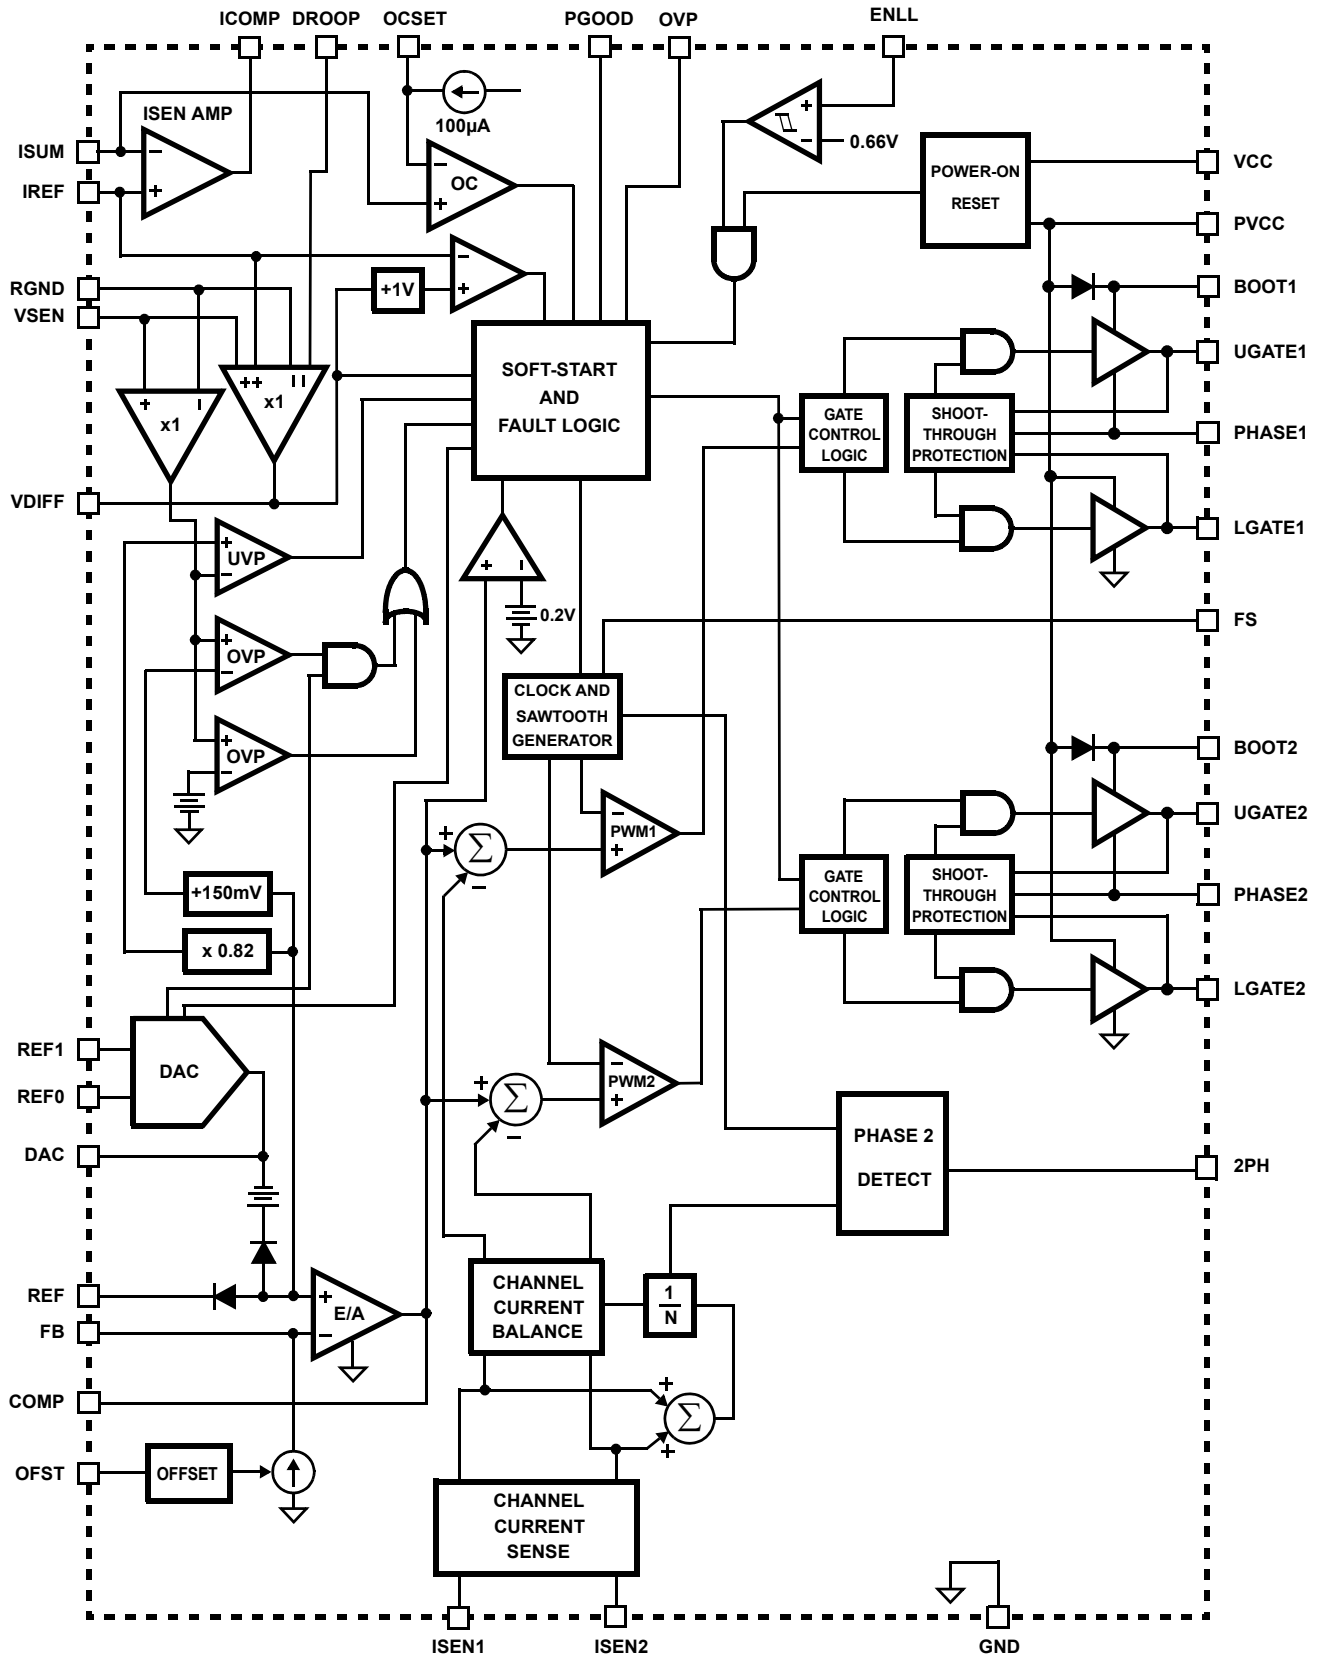 ICOMP DROOP OCSET PGOOD OVP ENLL
ISEN AMP
100µA
ISUM
IREF
− + − + OC
+ −
0.66V
POWER-ON
RESET
VCC
PVCC
RGND
VSEN
+1V
− +
BOOT1
UGATE1
PHASE1
LGATE1
+ − x1
++ −− x1
SOFT-START
AND
FAULT LOGIC
GATE
CONTROL
LOGIC
SHOOT-
THROUGH
PROTECTION
VDIFF
+ − UVP
+ −
0.2V
+ − OVP
+ − OVP
FS
CLOCK AND
SAWTOOTH
GENERATOR
BOOT2
UGATE2
PHASE2
LGATE2
+ Σ −
− PWM1 +
GATE
CONTROL
LOGIC
SHOOT-
THROUGH
PROTECTION
+150mV
x 0.82
REF1
REF0
DAC
+ Σ −
− PWM2 +
DAC
PHASE 2
DETECT
2PH
REF
FB
+ − E/A
CHANNEL
CURRENT
BALANCE
1
N
COMP
+ Σ +
OFST
OFFSET
CHANNEL
CURRENT
SENSE
ISEN1 ISEN2 GND